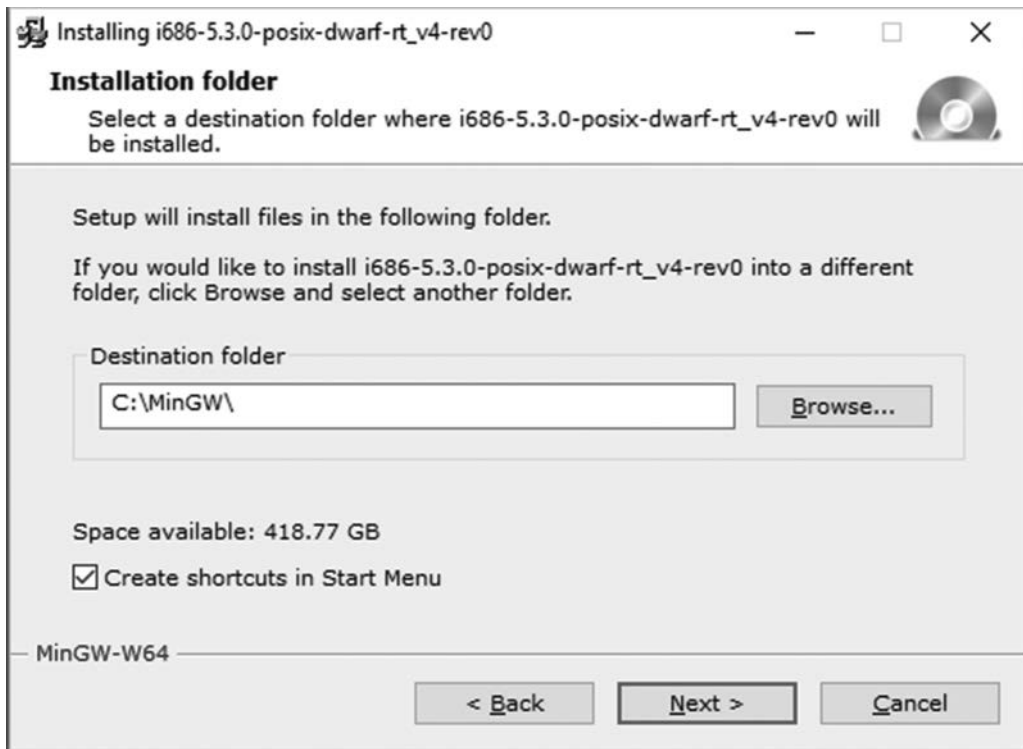 Installing i686-5.3.0-posix-dwarf-rt_v4-rev0
Installation folder
Select a destination folder where i686-5.3.0-posix-dwarf-rt_v4-rev0 will
be installed.
Setup will install files in the following folder.
If you would like to install i686-5.3.0-posix-dwarf-rt_v4-rev0 into a different
folder, click Browse and select another folder.
Destination folder
C:\MinGW\
Browse...
Space available: 418.77 GB
Create shortcuts in Start Menu
MinGW-W64
< Back
Next >
Cancel